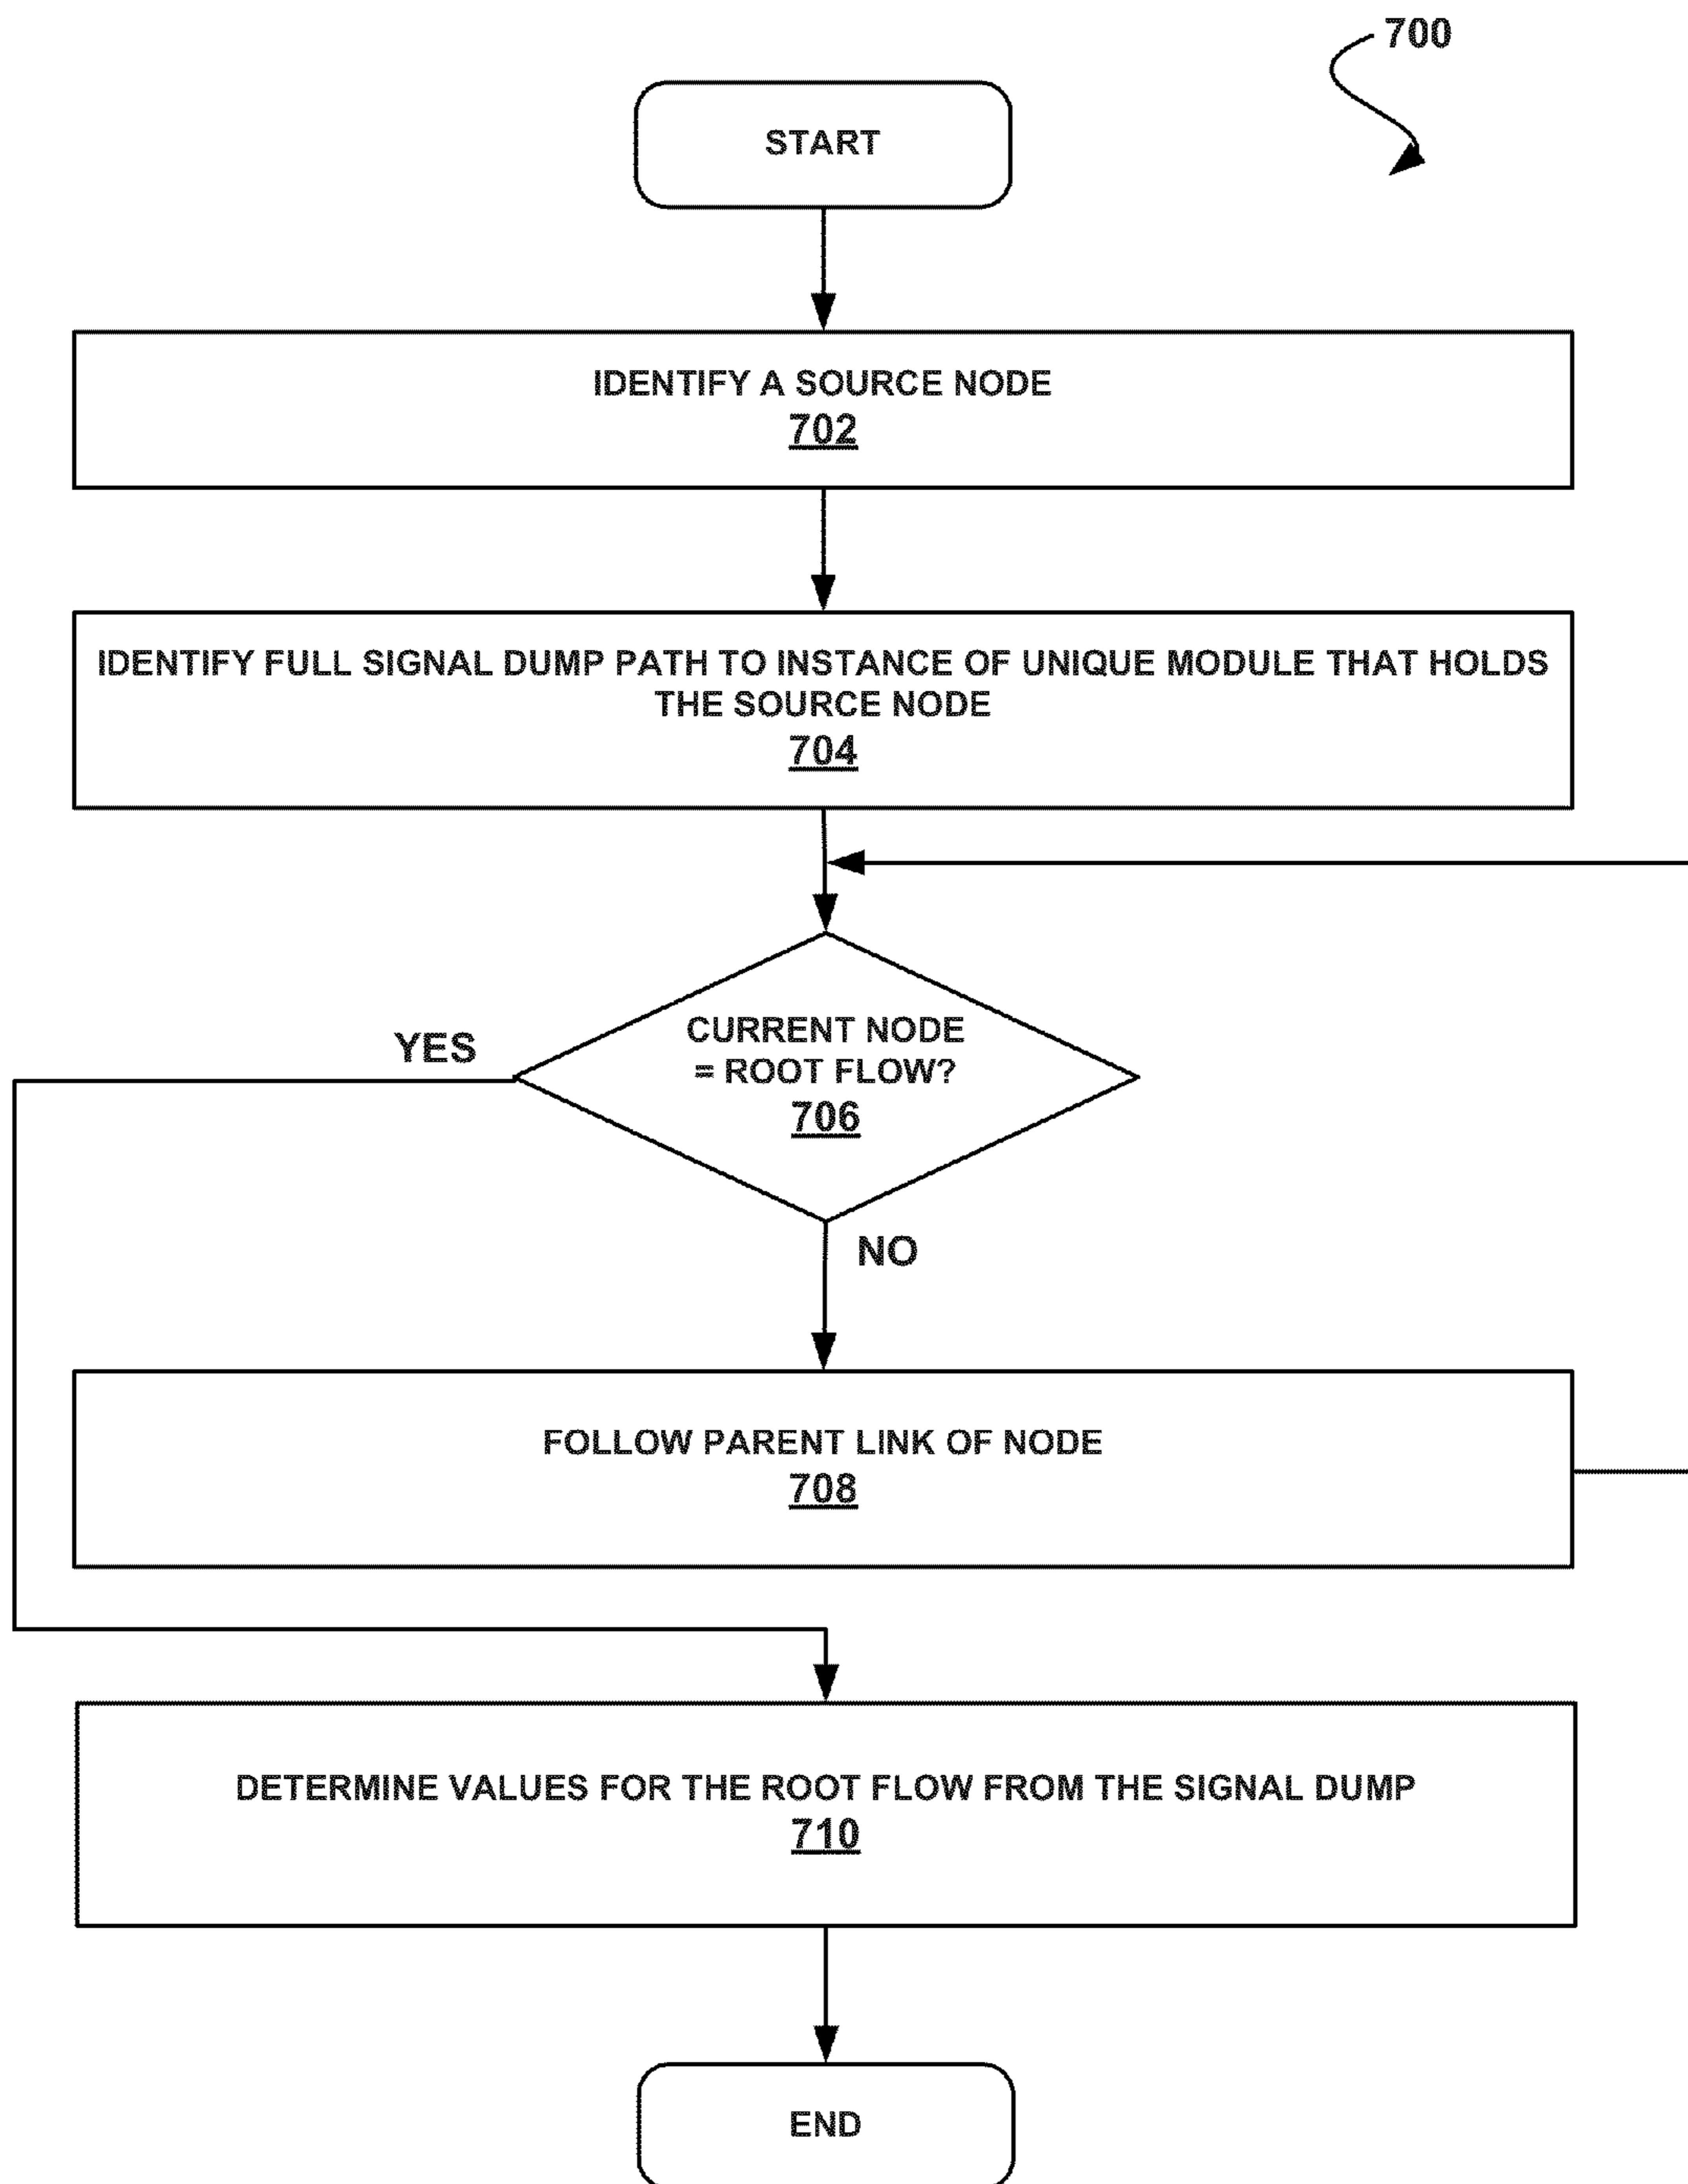 700
START
IDENTIFY A SOURCE NODE
702
IDENTIFY FULL SIGNAL DUMP PATH TO INSTANCE OF UNIQUE MODULE THAT HOLDS
THE SOURCE NODE
704
CURRENT NODE
= ROOT FLOW?
706
YES
NO
FOLLOW PARENT LINK OF NODE
708
DETERMINE VALUES FOR THE ROOT FLOW FROM THE SIGNAL DUMP
710
END